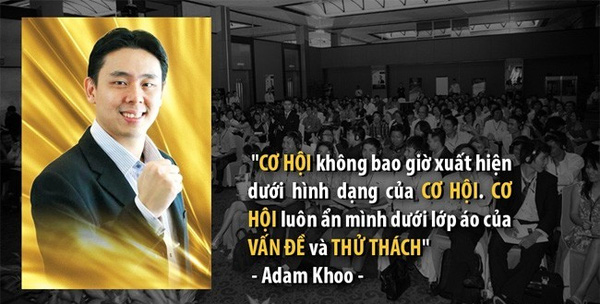 "CƠ HỘI không bao giờ xuất hiện
dưới hình dạng của CƠ HỘI. CƠ
HỘI luôn ẩn mình dưới lớp áo của
VẤN ĐỀ và THỬ THÁCH"
- Adam Khoo -